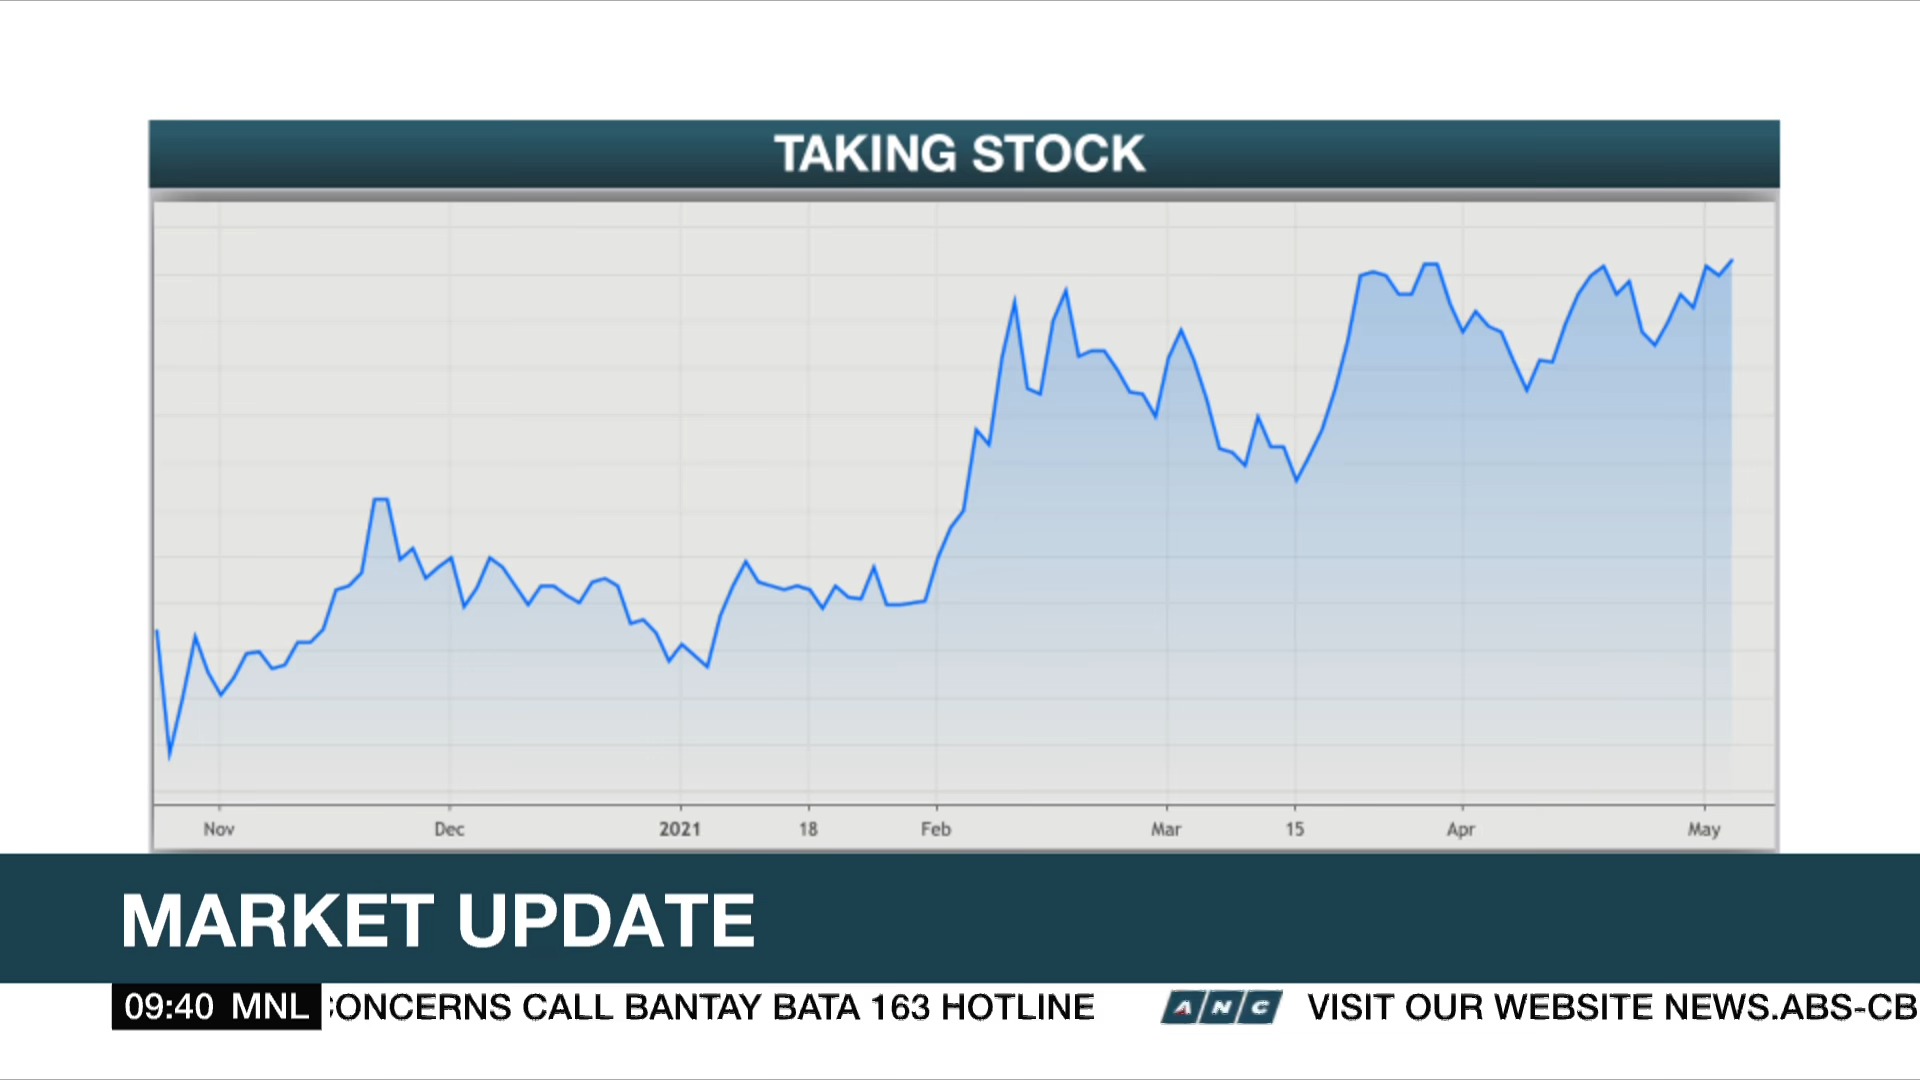 TAKING STOCK
Nov Dec 2021 18 Feb Mar 15 Apr May
MARKET UPDATE
09:40 MNL ONCERNS CALL BANTAY BATA 163 HOTLINE ANC VISIT OUR WEBSITE NEWS.ABS-CB